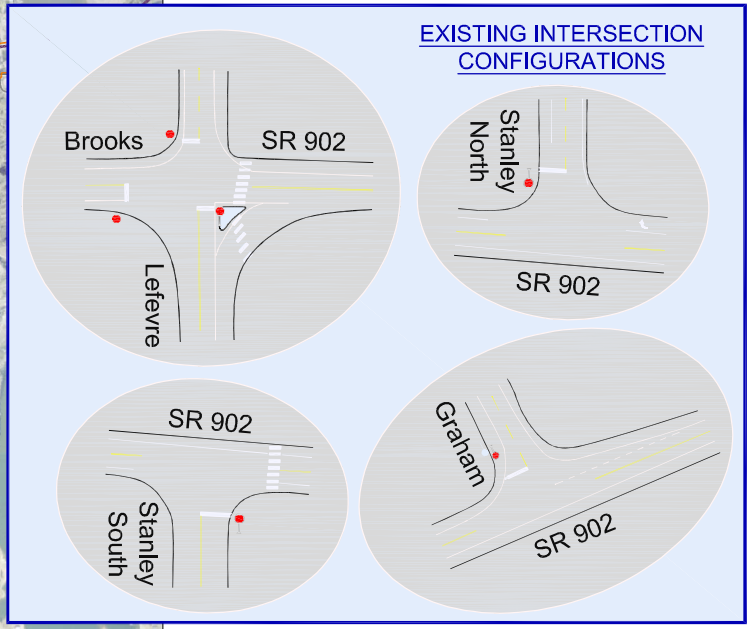 EXISTING INTERSECTION
CONFIGURATIONS
Brooks
SR 902
Lefevre
Stanley
North
SR 902
SR 902
Stanley
South
Graham
SR 902